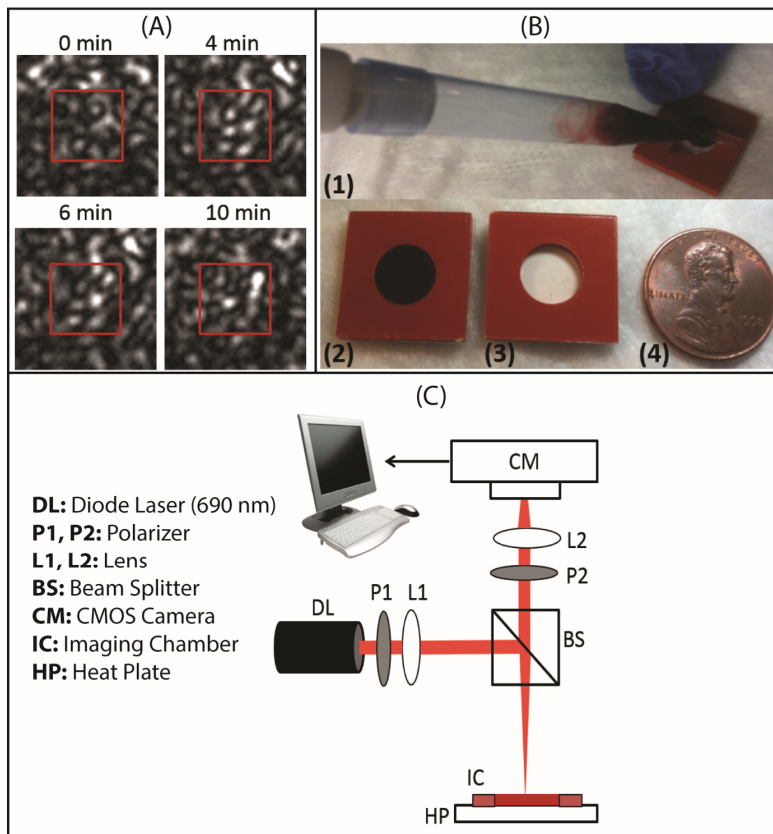 (A)
0 min 4 min
6 min 10 min
(B)
(1)
(2) (3) (4)
LIBERTY
1994
(C)
DL: Diode Laser (690 nm)
P1, P2: Polarizer
L1, L2: Lens
BS: Beam Splitter
CM: CMOS Camera
IC: Imaging Chamber
HP: Heat Plate
CM
L2
P2
DL P1 L1
BS
IC
HP